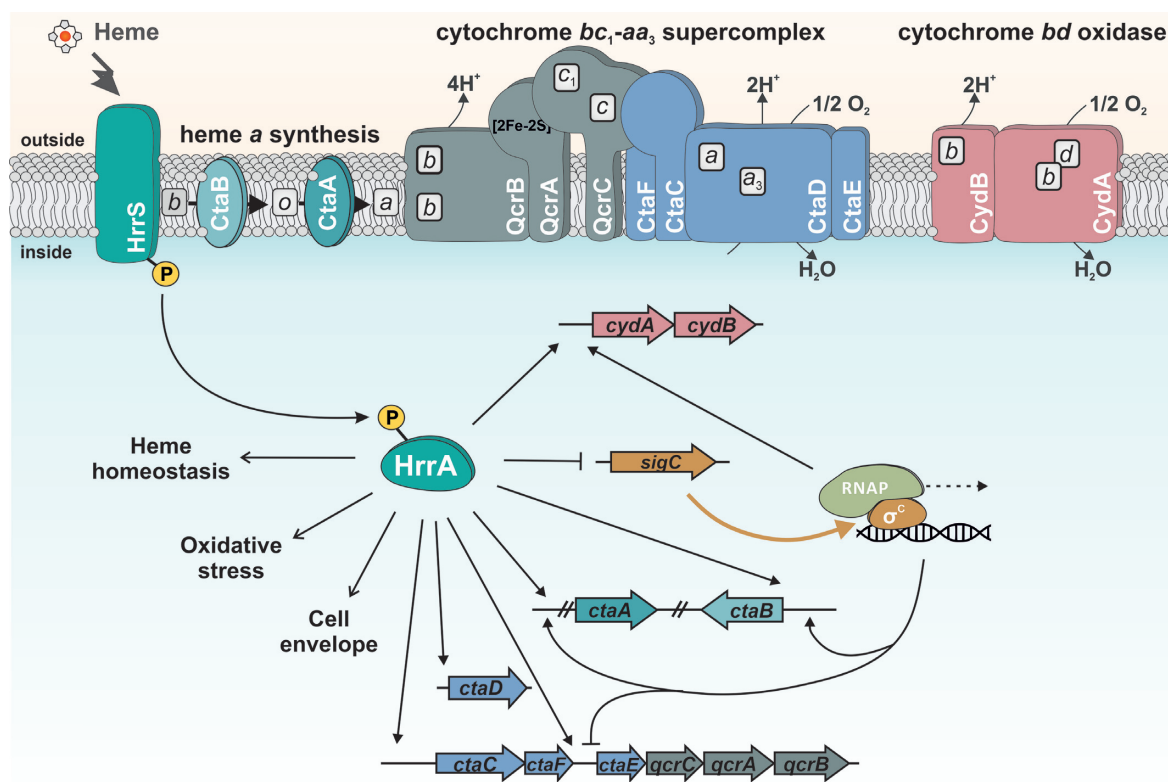 Heme
cytochrome bc1-aa3 supercomplex
cytochrome bd oxidase
4H+
2H+
1/2 O2
2H+
1/2 O2
outside
heme a synthesis
inside
HrrS
b
CtaB
o
CtaA
a
b
b
[2Fe-2S]
c1
c
QcrB
QcrA
QcrC
CtaF
CtaC
a
a3
CtaD
CtaE
b
CydB
d
b
CydA
H2O
H2O
P
cydA
cydB
P
HrrA
Heme
homeostasis
sigC
RNAP
σC
Oxidative
stress
Cell
envelope
ctaA
ctaB
ctaD
ctaC
ctaF
ctaE
qcrC
qcrA
qcrB